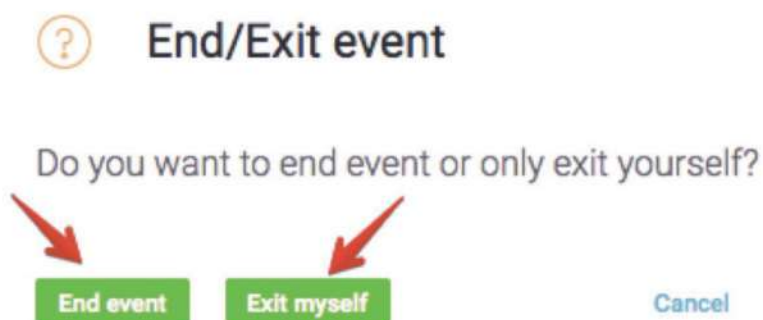 End/Exit event
Do you want to end event or only exit yourself?
End event Exit myself Cancel